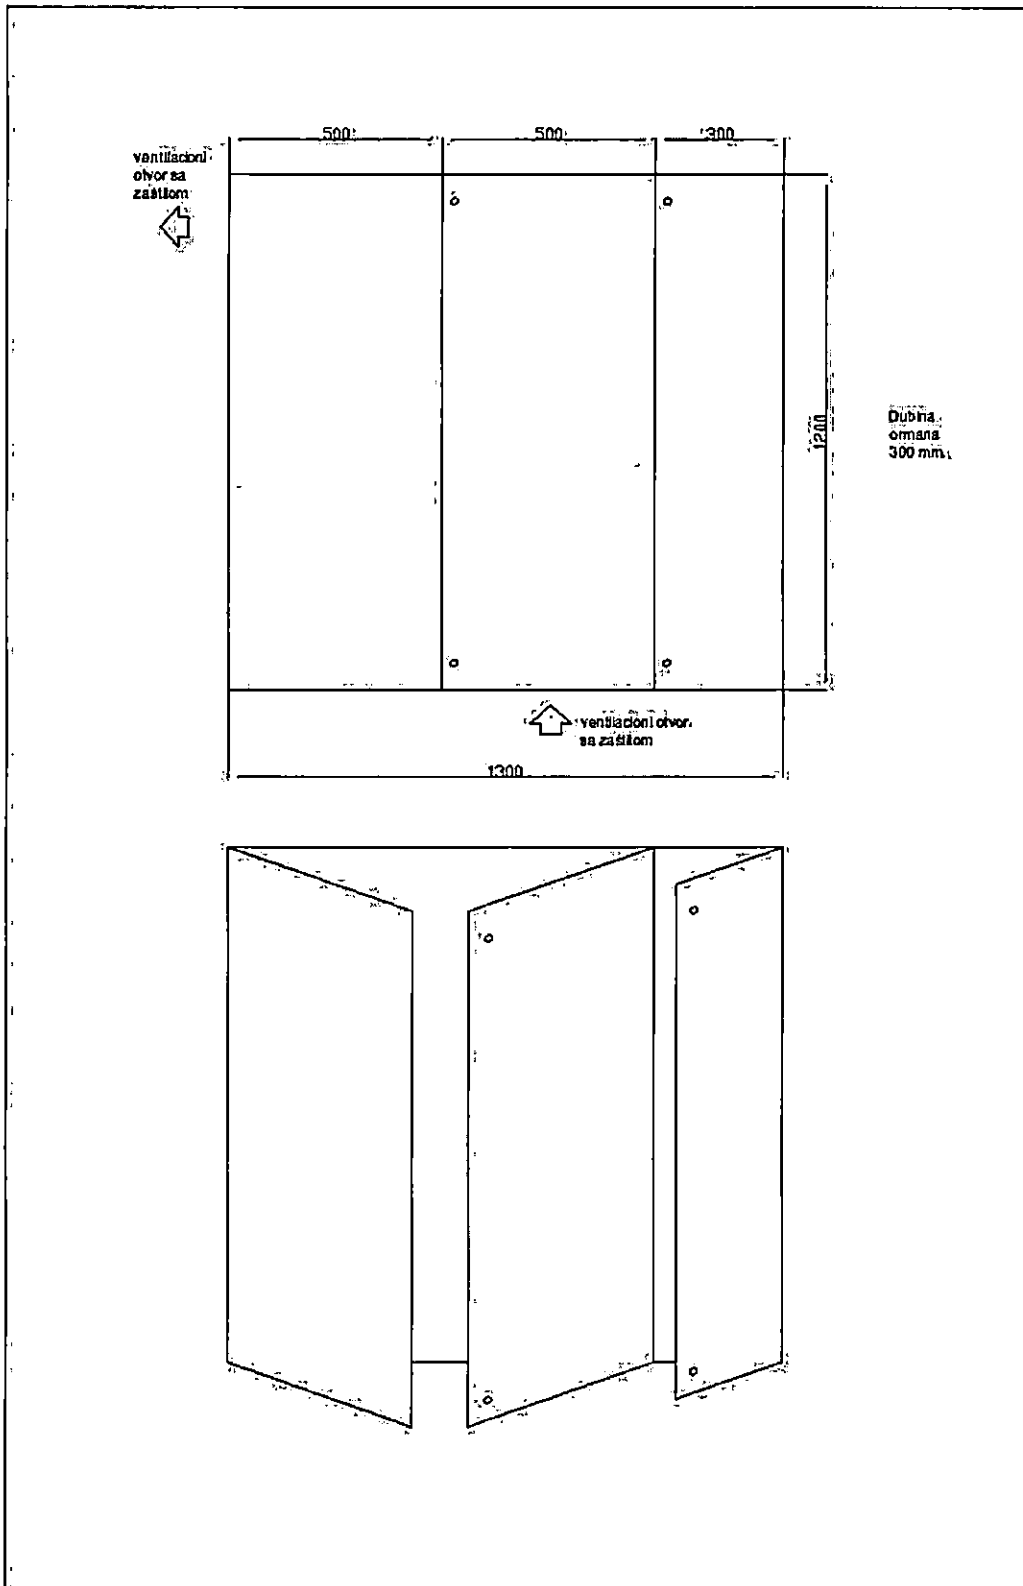 500
500
300
ventilacioni
otvor sa
zaštitom
1200
Dubina
ormana
300 mm
ventilacioni otvor
sa zaštitom
1300